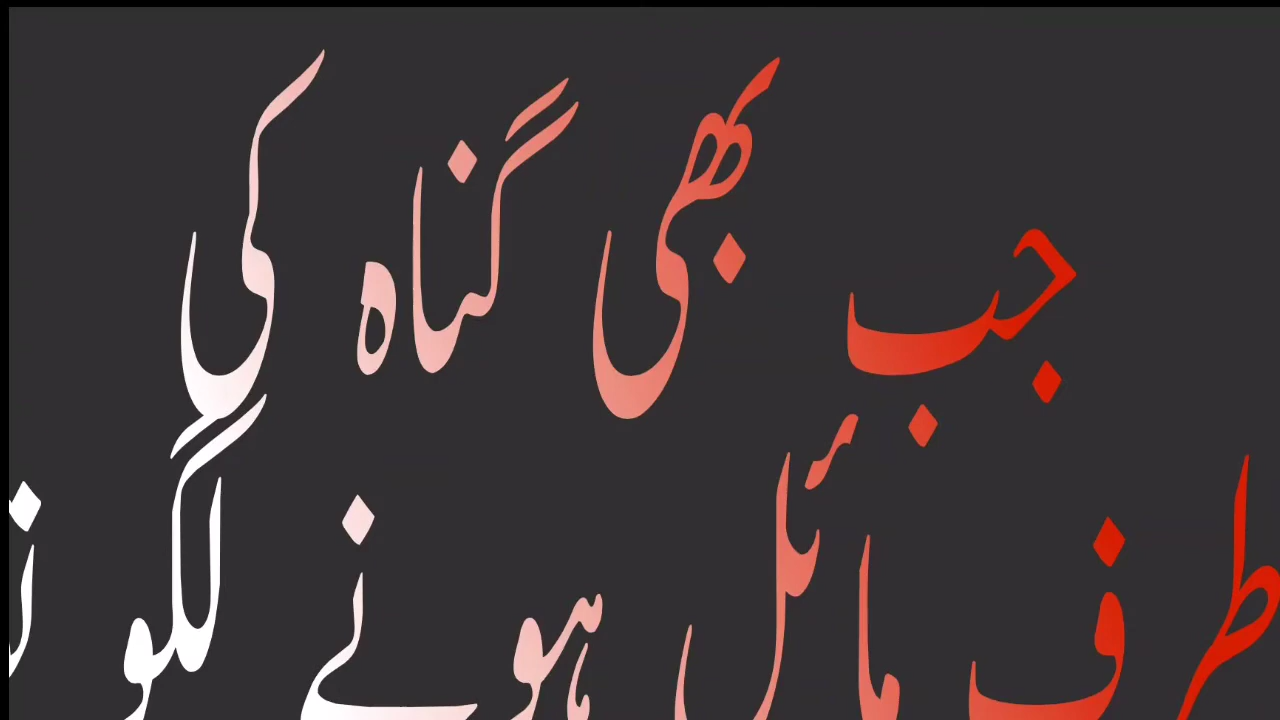 جب بھی گناہ کی
طرف مائل ہونے لگو